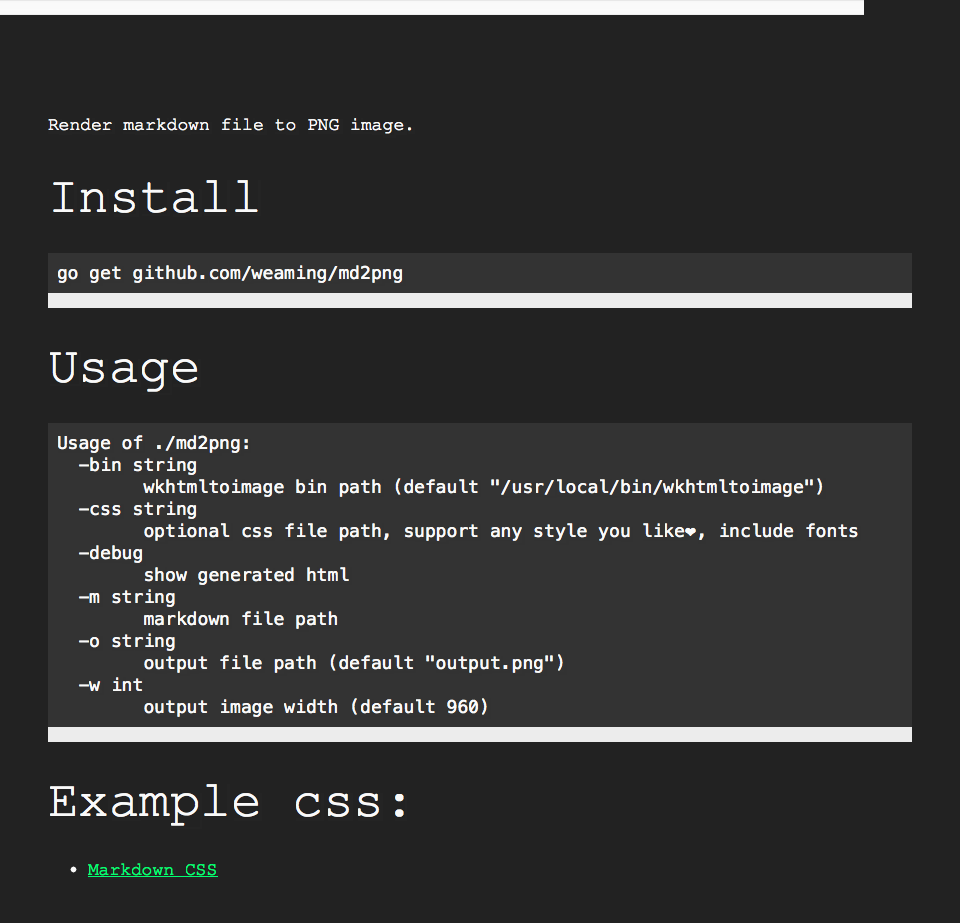 Render markdown file to PNG image.
Install
go get github.com/weaming/md2png
Usage
Usage of ./md2png:
  -bin string
        wkhtmltoimage bin path (default "/usr/local/bin/wkhtmltoimage")
  -css string
        optional css file path, support any style you like❤, include fonts
  -debug
        show generated html
  -m string
        markdown file path
  -o string
        output file path (default "output.png")
  -w int
        output image width (default 960)
Example css:
• Markdown CSS